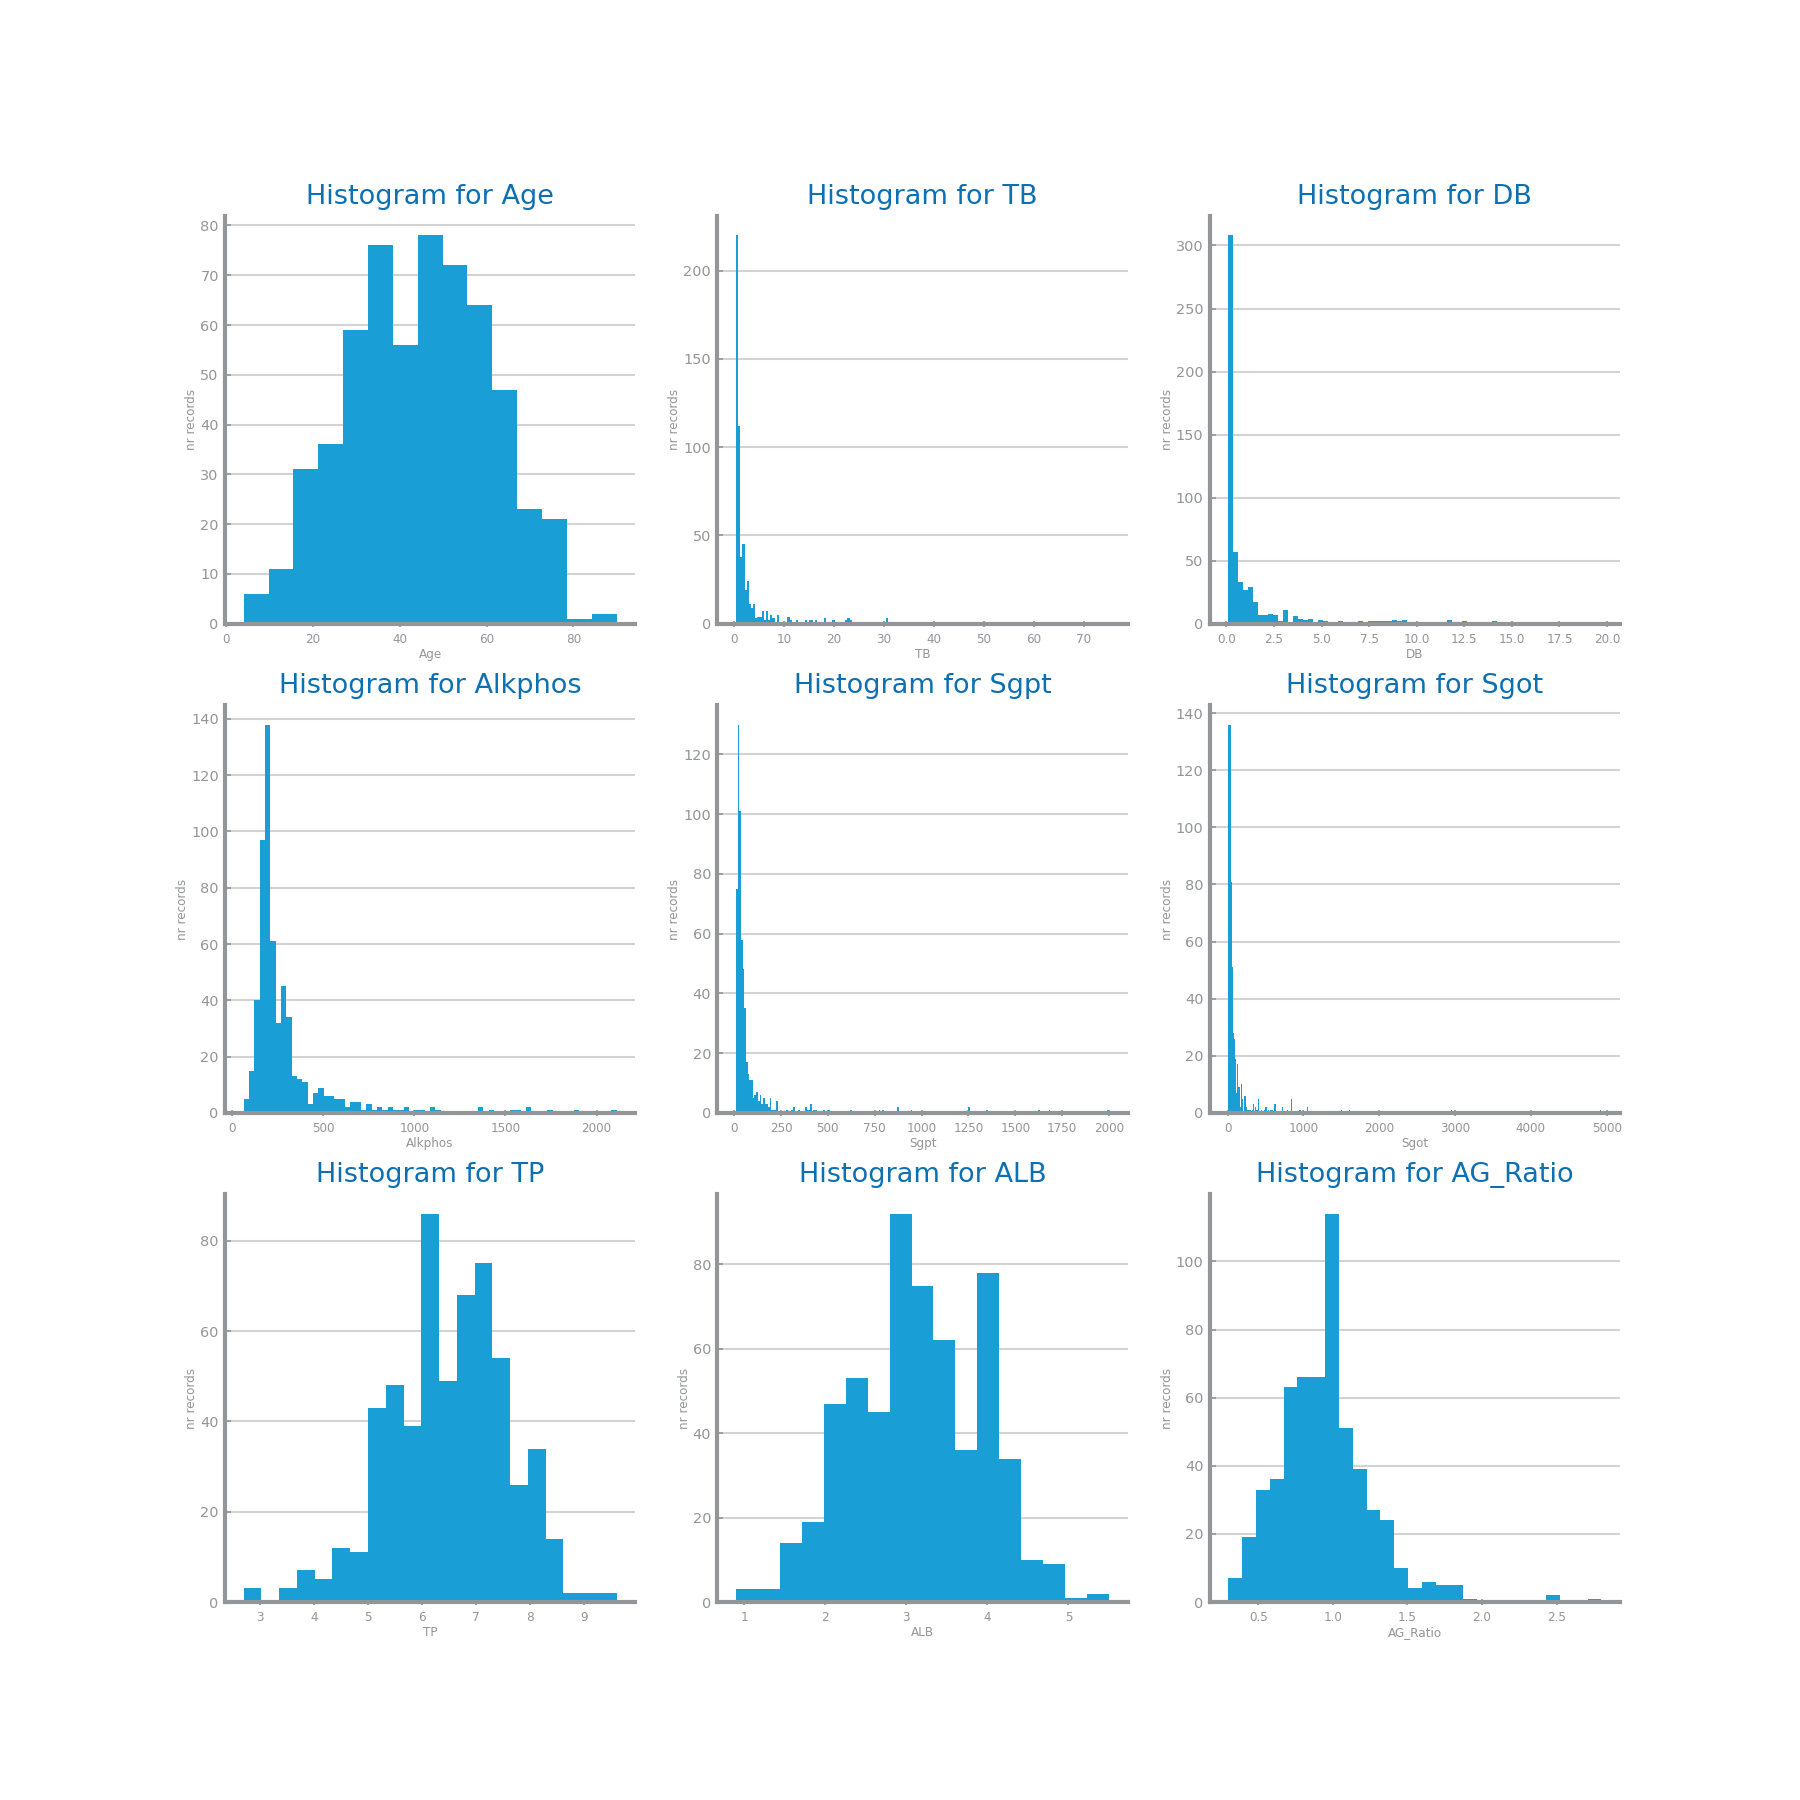 Histogram for Age
80
70
60
50
40
30
20
10
0
nr records
0 20 40 60 80
Age
Histogram for TB
200
150
100
50
0
nr records
0 10 20 30 40 50 60 70
TB
Histogram for DB
300
250
200
150
100
50
0
nr records
0.0 2.5 5.0 7.5 10.0 12.5 15.0 17.5 20.0
DB
Histogram for Alkphos
140
120
100
80
60
40
20
0
nr records
0 500 1000 1500 2000
Alkphos
Histogram for Sgpt
120
100
80
60
40
20
0
nr records
0 250 500 750 1000 1250 1500 1750 2000
Sgpt
Histogram for Sgot
140
120
100
80
60
40
20
0
nr records
0 1000 2000 3000 4000 5000
Sgot
Histogram for TP
80
60
40
20
0
nr records
3 4 5 6 7 8 9
TP
Histogram for ALB
80
60
40
20
0
nr records
1 2 3 4 5
ALB
Histogram for AG_Ratio
100
80
60
40
20
0
nr records
0.5 1.0 1.5 2.0 2.5
AG_Ratio